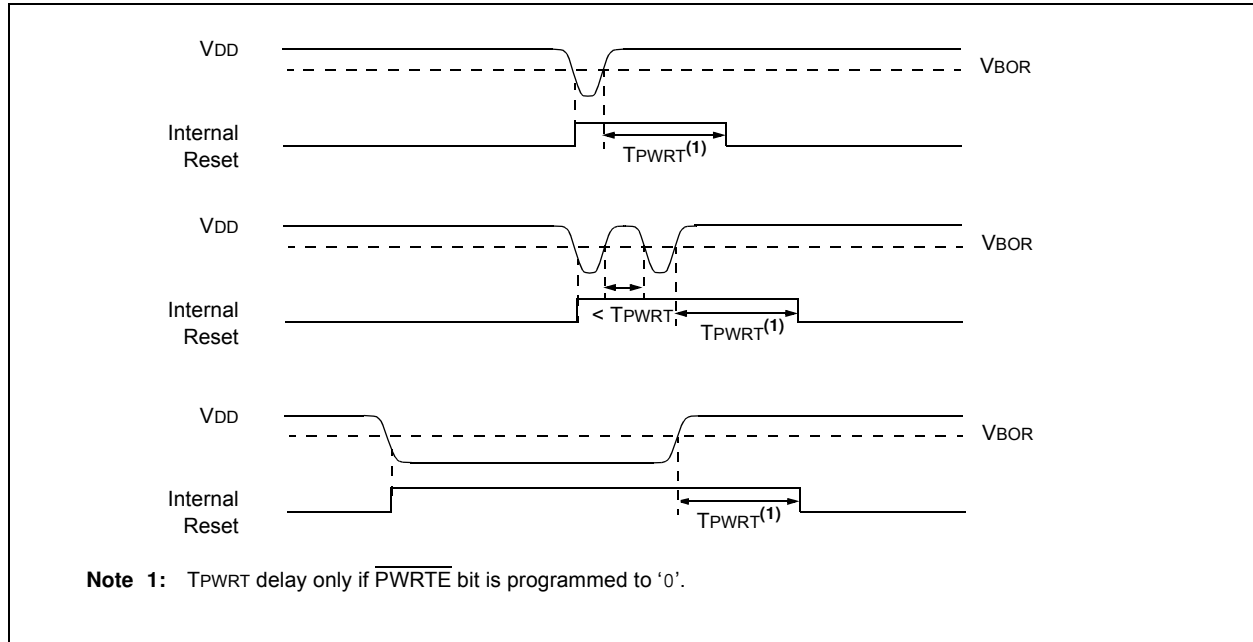 VDD
VBOR
Internal
Reset
TPWRT(1)
VDD
VBOR
Internal
Reset
< TPWRT
TPWRT(1)
VDD
VBOR
Internal
Reset
TPWRT(1)
Note 1: TPWRT delay only if PWRTE bit is programmed to ‘0’.